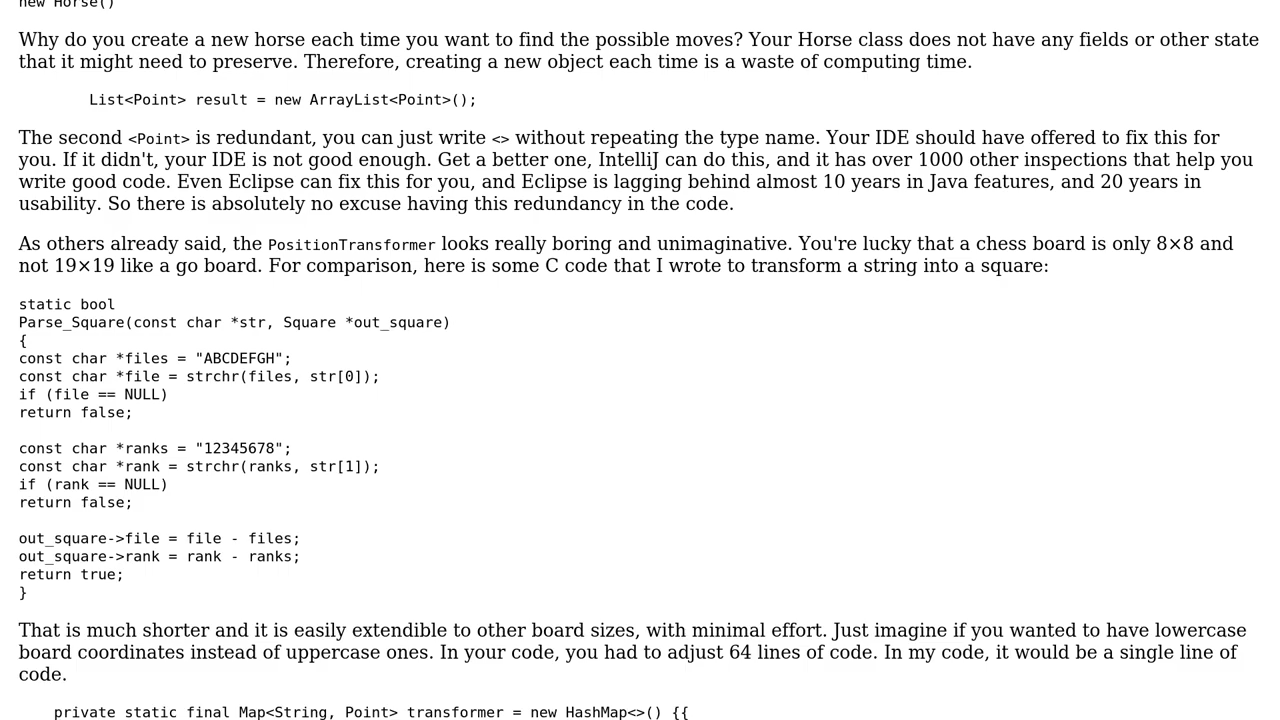 new Horse()
Why do you create a new horse each time you want to find the possible moves? Your Horse class does not have any fields or other state
that it might need to preserve. Therefore, creating a new object each time is a waste of computing time.
List<Point> result = new ArrayList<Point>();
The second <Point> is redundant, you can just write <> without repeating the type name. Your IDE should have offered to fix this for
you. If it didn't, your IDE is not good enough. Get a better one, IntelliJ can do this, and it has over 1000 other inspections that help you
write good code. Even Eclipse can fix this for you, and Eclipse is lagging behind almost 10 years in Java features, and 20 years in
usability. So there is absolutely no excuse having this redundancy in the code.
As others already said, the PositionTransformer looks really boring and unimaginative. You're lucky that a chess board is only 8×8 and
not 19×19 like a go board. For comparison, here is some C code that I wrote to transform a string into a square:
static bool
Parse_Square(const char *str, Square *out_square)
{
const char *files = "ABCDEFGH";
const char *file = strchr(files, str[0]);
if (file == NULL)
return false;
const char *ranks = "12345678";
const char *rank = strchr(ranks, str[1]);
if (rank == NULL)
return false;
out_square->file = file - files;
out_square->rank = rank - ranks;
return true;
}
That is much shorter and it is easily extendible to other board sizes, with minimal effort. Just imagine if you wanted to have lowercase
board coordinates instead of uppercase ones. In your code, you had to adjust 64 lines of code. In my code, it would be a single line of
code.
private static final Map<String, Point> transformer = new HashMap<>() {{